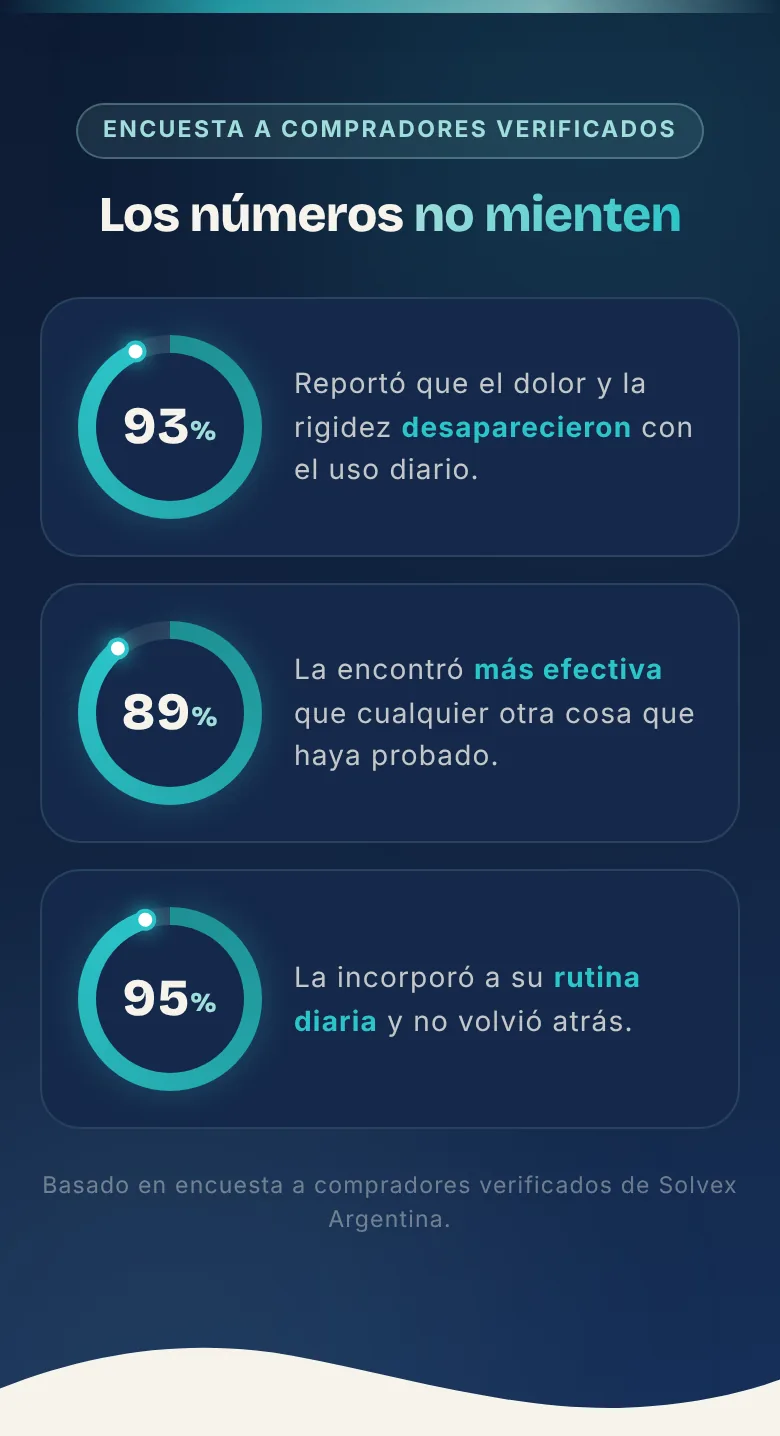 ENCUESTA A COMPRADORES VERIFICADOS
Los números no mienten
93%
Reportó que el dolor y la
rigidez desaparecieron con
el uso diario.
89%
La encontró más efectiva
que cualquier otra cosa que
haya probado.
95%
La incorporó a su rutina
diaria y no volvió atrás.
Basado en encuesta a compradores verificados de Solvex
Argentina.